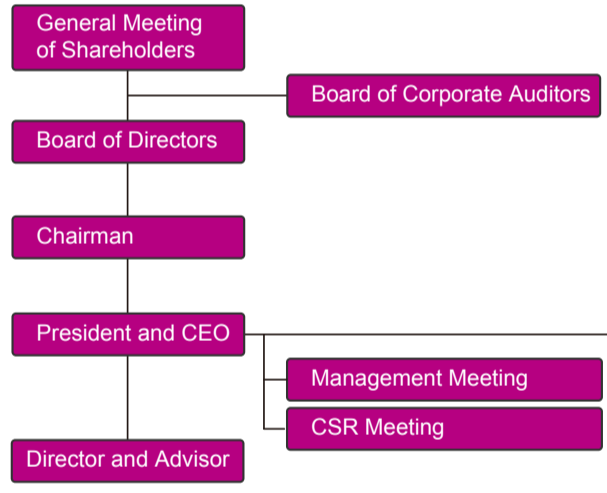 General Meeting
of Shareholders
Board of Corporate Auditors
Board of Directors
Chairman
President and CEO
Management Meeting
CSR Meeting
Director and Advisor